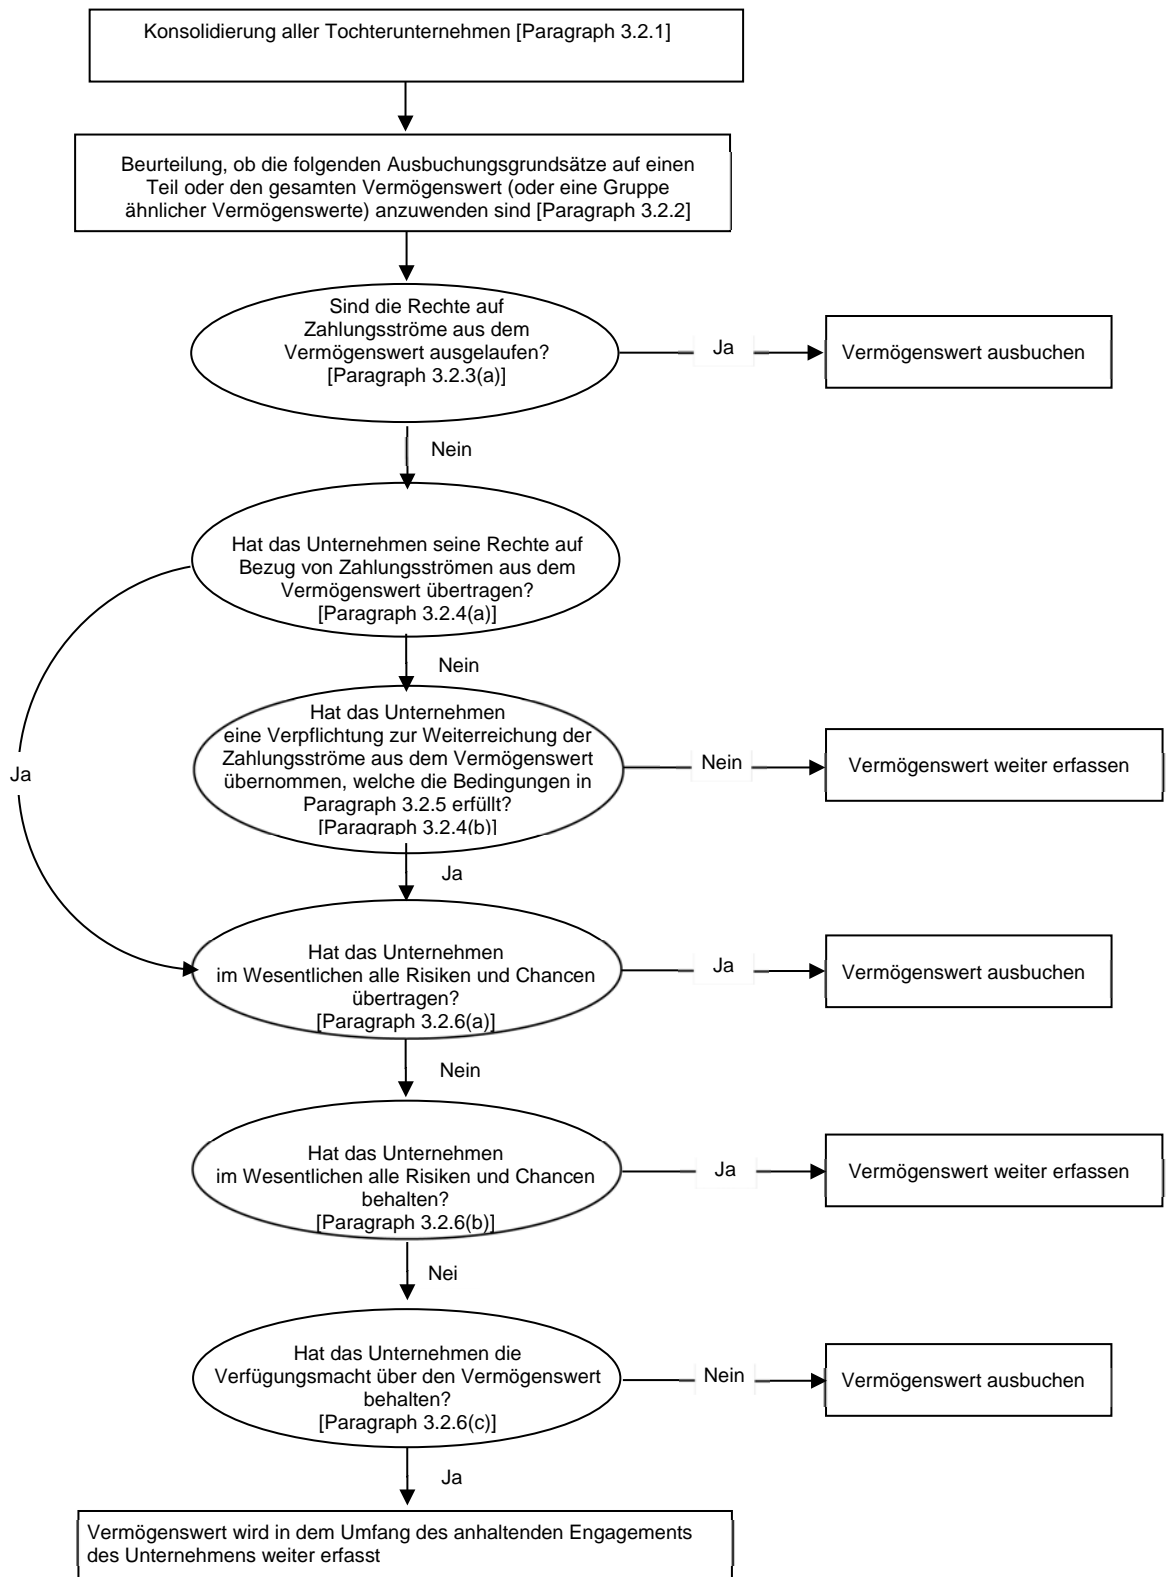 Konsolidierung aller Tochterunternehmen [Paragraph 3.2.1]
Beurteilung, ob die folgenden Ausbuchungsgrundsätze auf einen
Teil oder den gesamten Vermögenswert (oder eine Gruppe
ähnlicher Vermögenswerte) anzuwenden sind [Paragraph 3.2.2]
Sind die Rechte auf
Zahlungsströme aus dem
Vermögenswert ausgelaufen?
[Paragraph 3.2.3(a)]
Ja
Vermögenswert ausbuchen
Nein
Hat das Unternehmen seine Rechte auf
Bezug von Zahlungsströmen aus dem
Vermögenswert übertragen?
[Paragraph 3.2.4(a)]
Nein
Ja
Hat das Unternehmen
eine Verpflichtung zur Weiterreichung der
Zahlungsströme aus dem Vermögenswert
übernommen, welche die Bedingungen in
Paragraph 3.2.5 erfüllt?
[Paragraph 3.2.4(b)]
Nein
Vermögenswert weiter erfassen
Ja
Hat das Unternehmen
im Wesentlichen alle Risiken und Chancen
übertragen?
[Paragraph 3.2.6(a)]
Ja
Vermögenswert ausbuchen
Nein
Hat das Unternehmen
im Wesentlichen alle Risiken und Chancen
behalten?
[Paragraph 3.2.6(b)]
Ja
Vermögenswert weiter erfassen
Nei
Hat das Unternehmen die
Verfügungsmacht über den Vermögenswert
behalten?
[Paragraph 3.2.6(c)]
Nein
Vermögenswert ausbuchen
Ja
Vermögenswert wird in dem Umfang des anhaltenden Engagements
des Unternehmens weiter erfasst